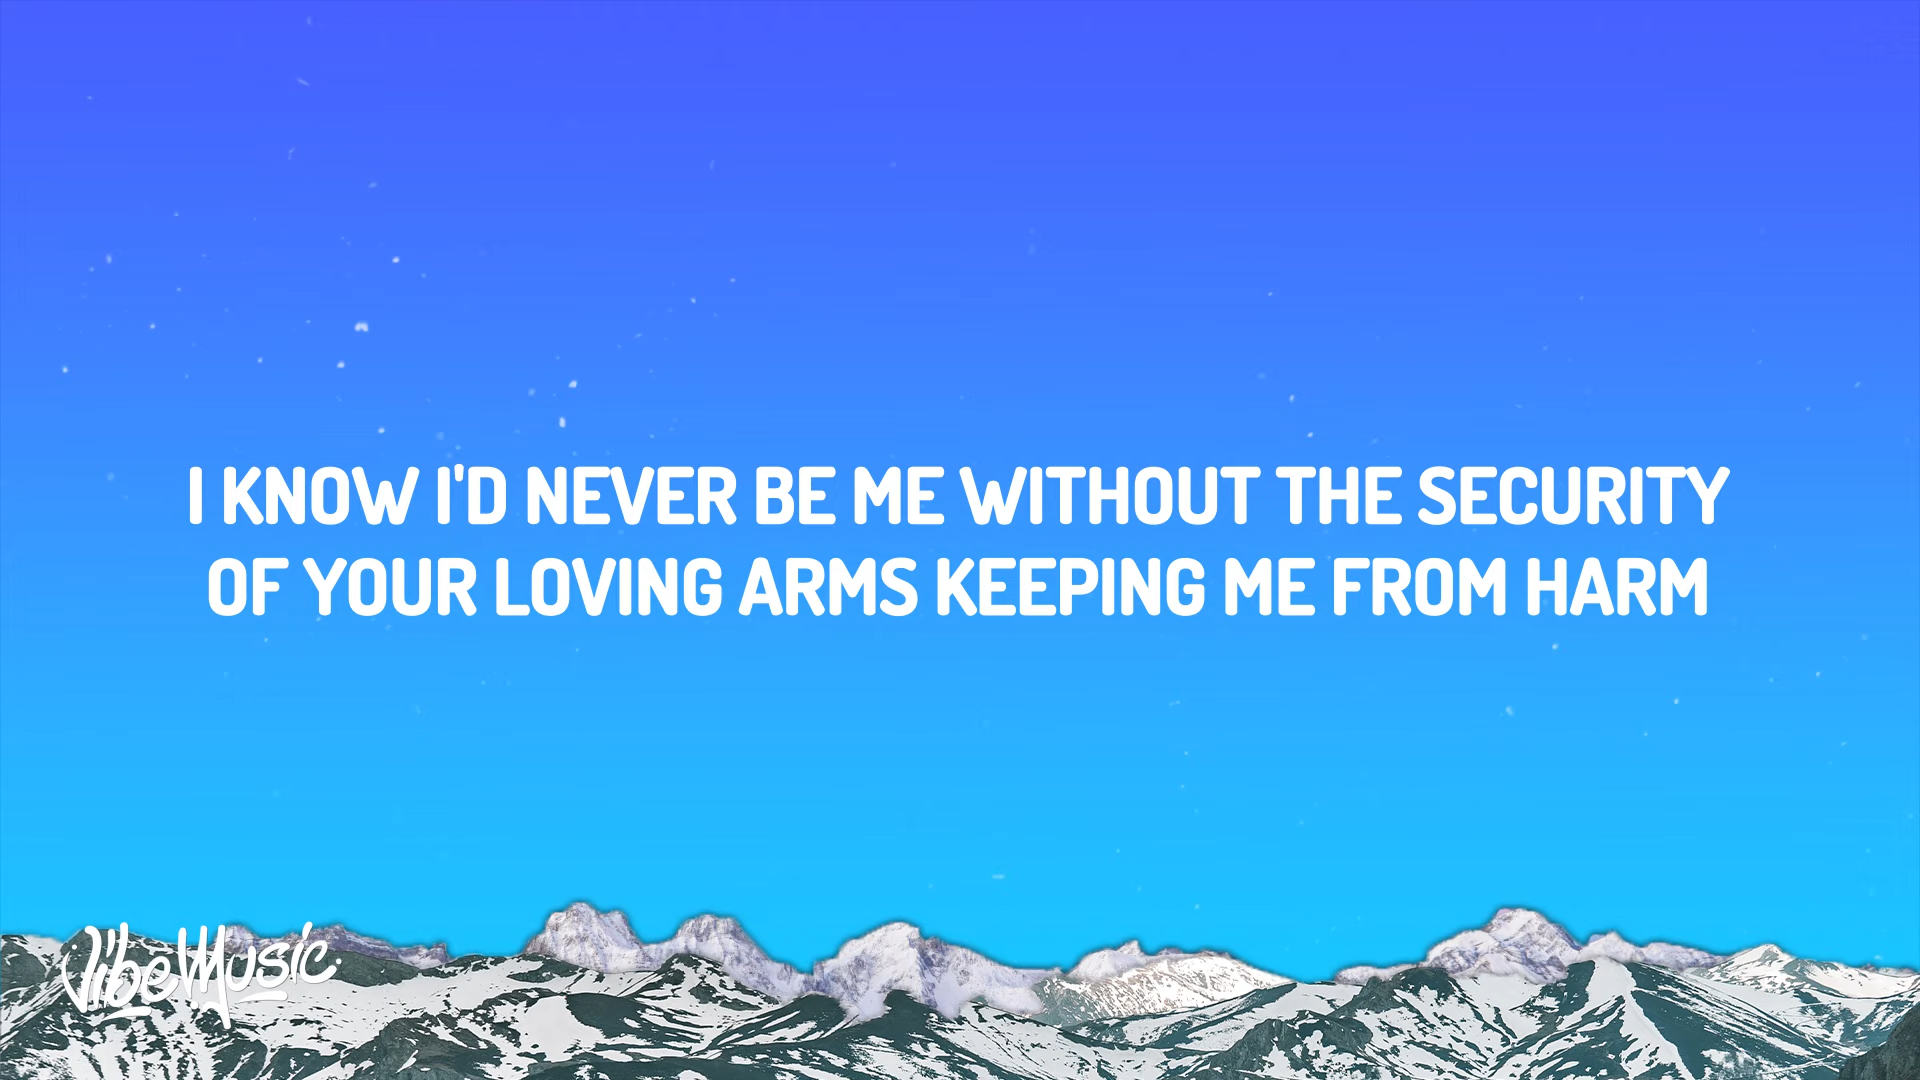 I KNOW I'D NEVER BE ME WITHOUT THE SECURITY
OF YOUR LOVING ARMS KEEPING ME FROM HARM
VibeMusic